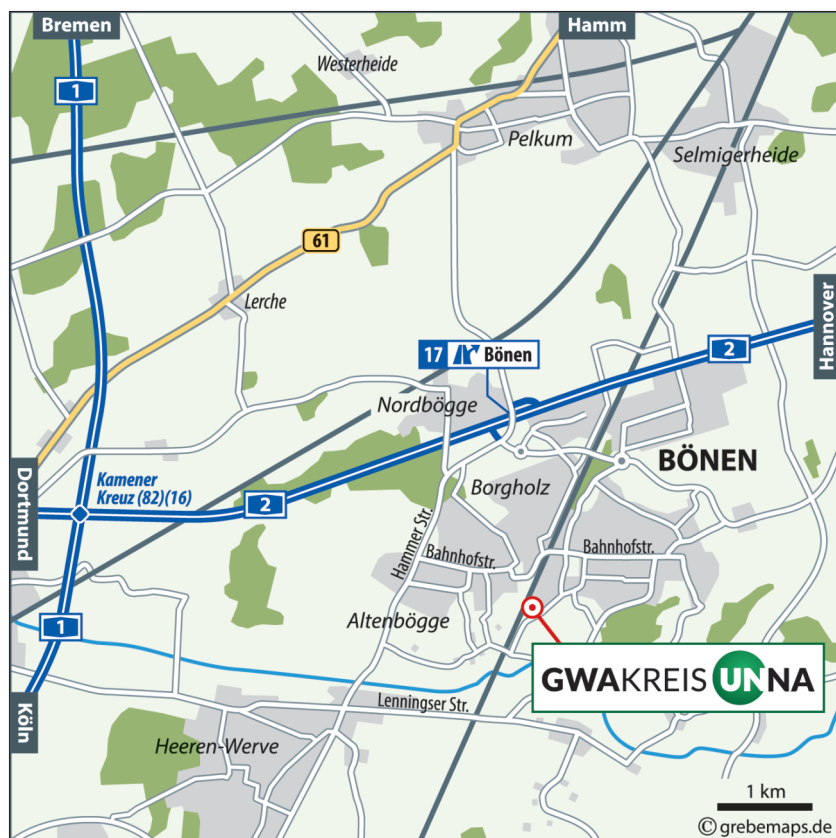 Bremen
Hamm
1
Westerheide
Pelkum
Selmigerheide
61
Lerche
Hannover
17 Bönen
2
Nordbögge
BÖNEN
Dortmund
Kamener
Kreuz (82)(16)
2
Borgholz
Hammer Str.
Bahnhofstr.
Bahnhofstr.
1
Altenbögge
GWAKREIS UNNA
Köln
Lenningser Str.
Heeren-Werve
1 km
© grebemaps.de